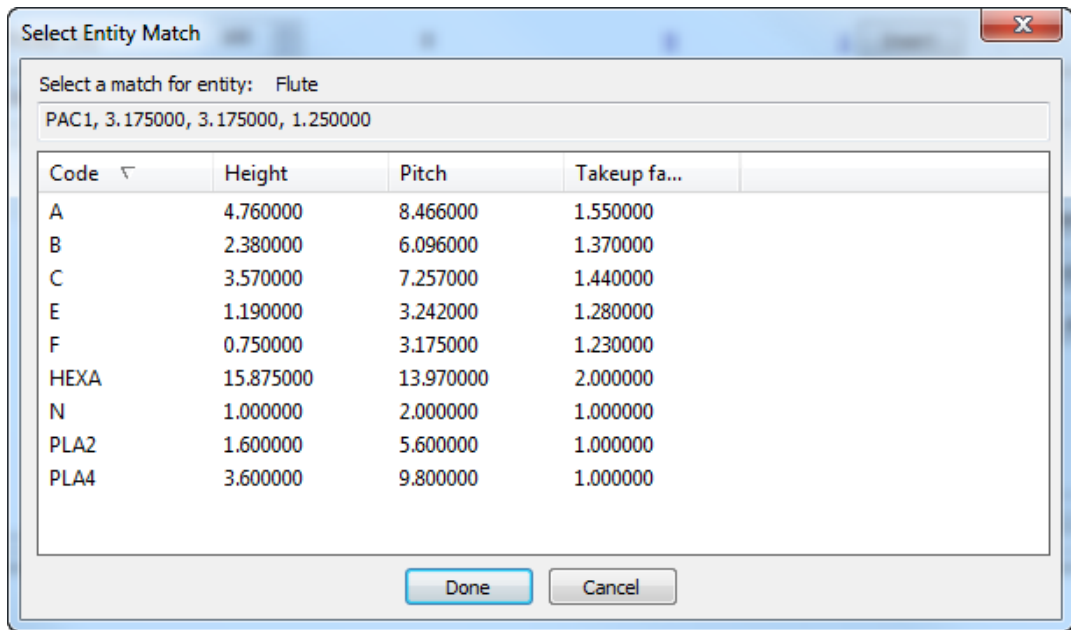 Select Entity Match
Select a match for entity: Flute
PAC1, 3.175000, 3.175000, 1.250000
Code Height Pitch Takeup fa...
A 4.760000 8.466000 1.550000
B 2.380000 6.096000 1.370000
C 3.570000 7.257000 1.440000
E 1.190000 3.242000 1.280000
F 0.750000 3.175000 1.230000
HEXA 15.875000 13.970000 2.000000
N 1.000000 2.000000 1.000000
PLA2 1.600000 5.600000 1.000000
PLA4 3.600000 9.800000 1.000000
Done Cancel